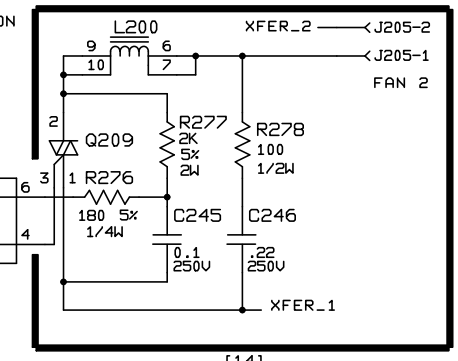 ON
L200
XFER_2
J205-2
9
6
J205-1
10
7
FAN 2
2
R277
2K
5%
2W
Q209
R278
100
1/2W
3
1
R276
6
180 5%
1/4W
C245
C246
4
0.1
250V
.22
250V
XFER_1